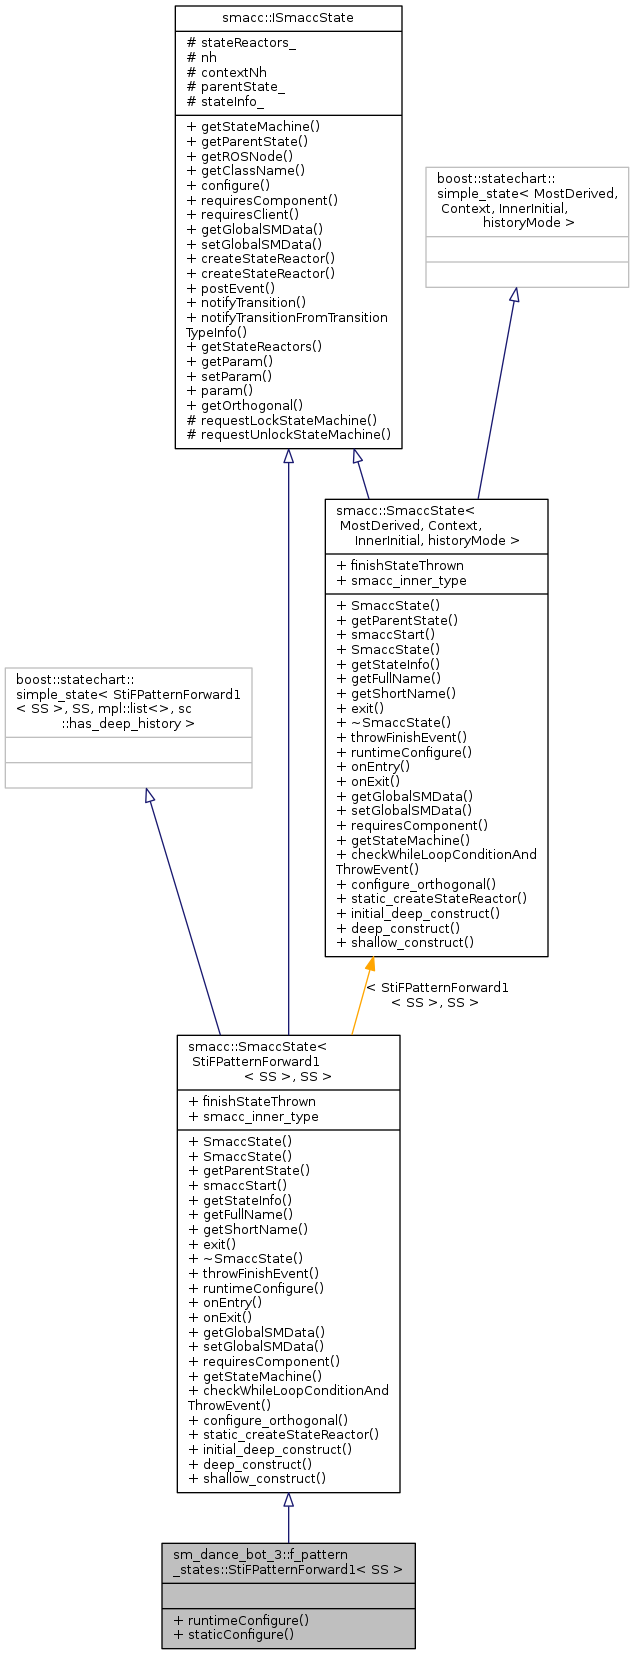 smacc::ISmaccState
# stateReactors_
# nh
# contextNh
# parentState_
# stateInfo_
+ getStateMachine()
+ getParentState()
+ getROSNode()
+ getClassName()
+ configure()
+ requiresComponent()
+ requiresClient()
+ getGlobalSMData()
+ setGlobalSMData()
+ createStateReactor()
+ createStateReactor()
+ postEvent()
+ notifyTransition()
+ notifyTransitionFromTransition
TypeInfo()
+ getStateReactors()
+ getParam()
+ setParam()
+ param()
+ getOrthogonal()
# requestLockStateMachine()
# requestUnlockStateMachine()
boost::statechart::
simple_state< MostDerived,
Context, InnerInitial,
historyMode >
smacc::SmaccState<
MostDerived, Context,
InnerInitial, historyMode >
+ finishStateThrown
+ smacc_inner_type
+ SmaccState()
+ getParentState()
+ smaccStart()
+ SmaccState()
+ getStateInfo()
+ getFullName()
+ getShortName()
+ exit()
+ ~SmaccState()
+ throwFinishEvent()
+ runtimeConfigure()
+ onEntry()
+ onExit()
+ getGlobalSMData()
+ setGlobalSMData()
+ requiresComponent()
+ getStateMachine()
+ checkWhileLoopConditionAnd
ThrowEvent()
+ configure_orthogonal()
+ static_createStateReactor()
+ initial_deep_construct()
+ deep_construct()
+ shallow_construct()
boost::statechart::
simple_state< StiFPatternForward1
< SS >, SS, mpl::list<>, sc
::has_deep_history >
< StiFPatternForward1
< SS >, SS >
smacc::SmaccState<
StiFPatternForward1
< SS >, SS >
+ finishStateThrown
+ smacc_inner_type
+ SmaccState()
+ SmaccState()
+ getParentState()
+ smaccStart()
+ getStateInfo()
+ getFullName()
+ getShortName()
+ exit()
+ ~SmaccState()
+ throwFinishEvent()
+ runtimeConfigure()
+ onEntry()
+ onExit()
+ getGlobalSMData()
+ setGlobalSMData()
+ requiresComponent()
+ getStateMachine()
+ checkWhileLoopConditionAnd
ThrowEvent()
+ configure_orthogonal()
+ static_createStateReactor()
+ initial_deep_construct()
+ deep_construct()
+ shallow_construct()
sm_dance_bot_3::f_pattern
_states::StiFPatternForward1< SS >
+ runtimeConfigure()
+ staticConfigure()